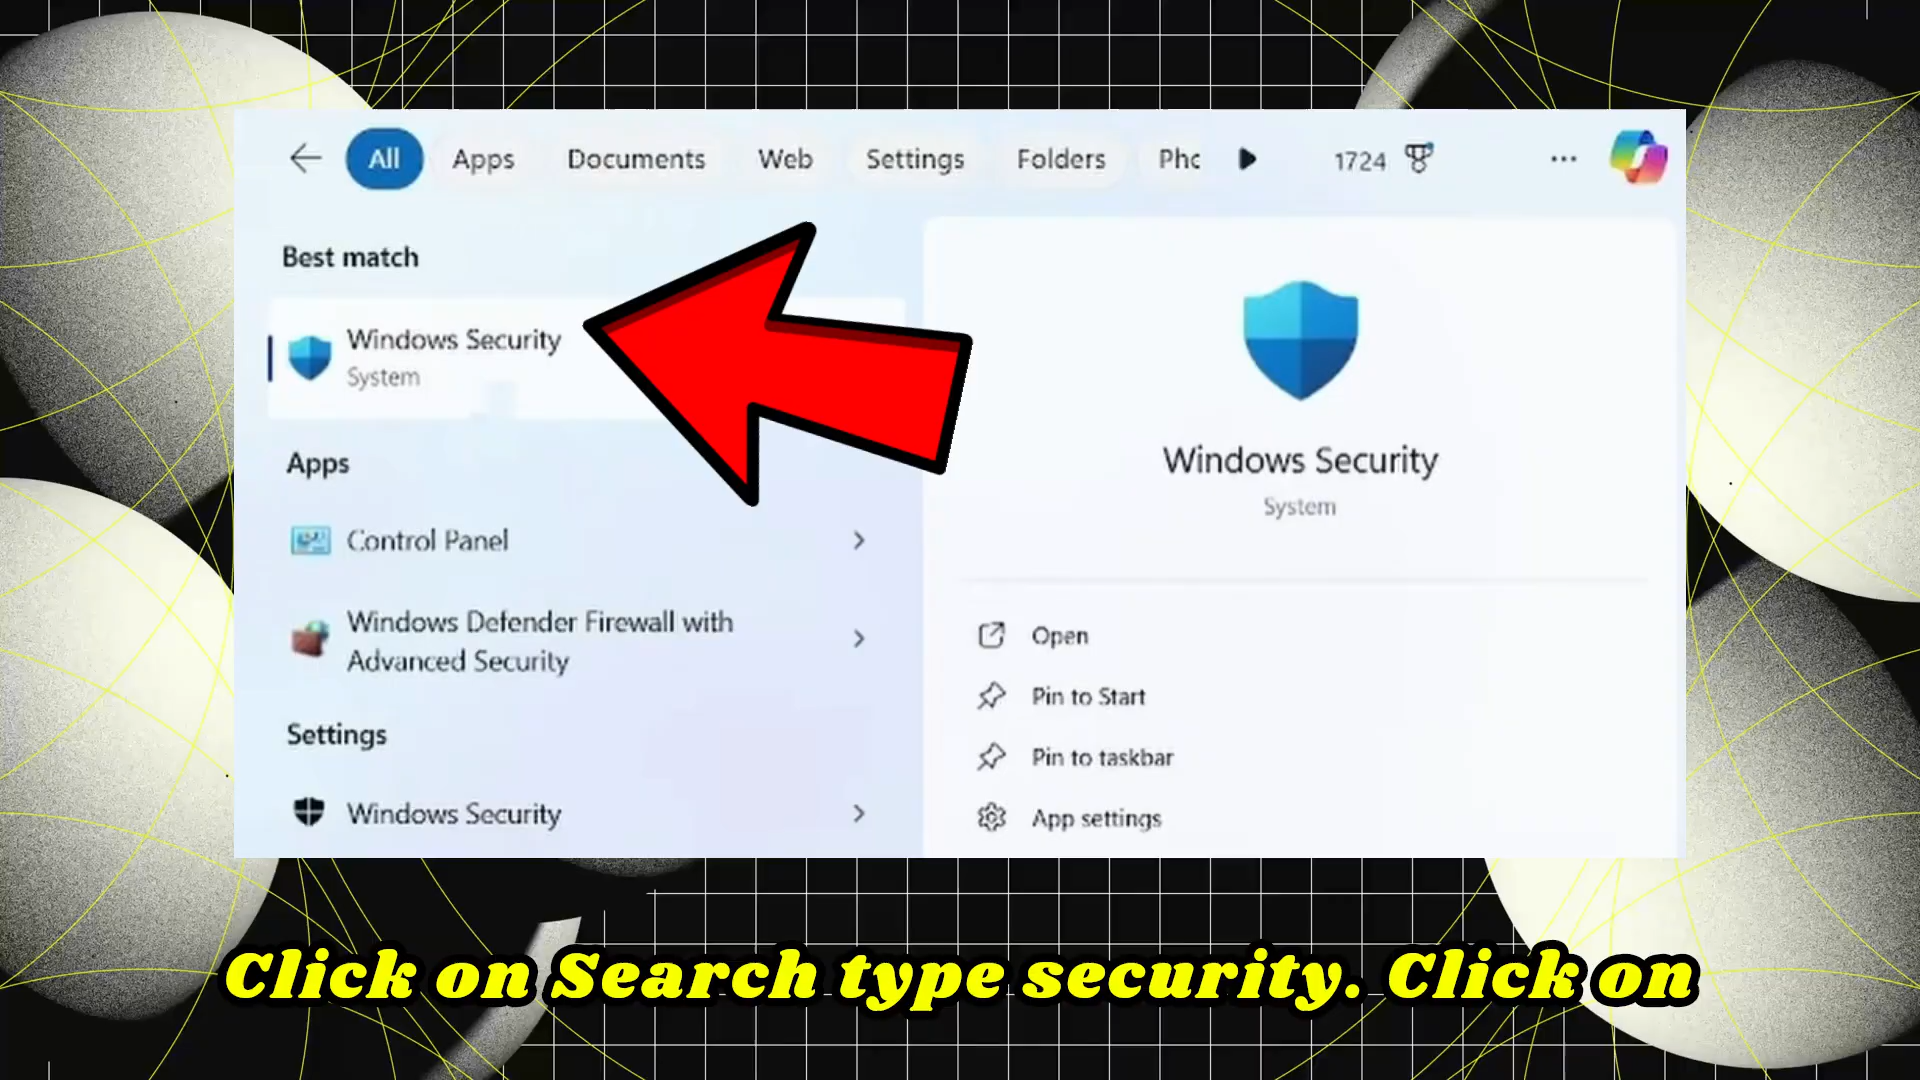 All Apps Documents Web Settings Folders Phc 1724 ...
Best match
Windows Security
System
Apps
Control Panel
Windows Defender Firewall with
Advanced Security
Settings
Windows Security
Windows Security
System
Open
Pin to Start
Pin to taskbar
App settings
Click on Search type security. Click on